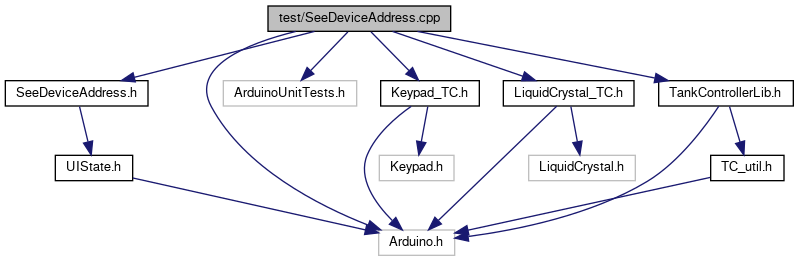 test/SeeDeviceAddress.cpp
SeeDeviceAddress.h
ArduinoUnitTests.h
Keypad_TC.h
LiquidCrystal_TC.h
TankControllerLib.h
UIState.h
Keypad.h
LiquidCrystal.h
TC_util.h
Arduino.h